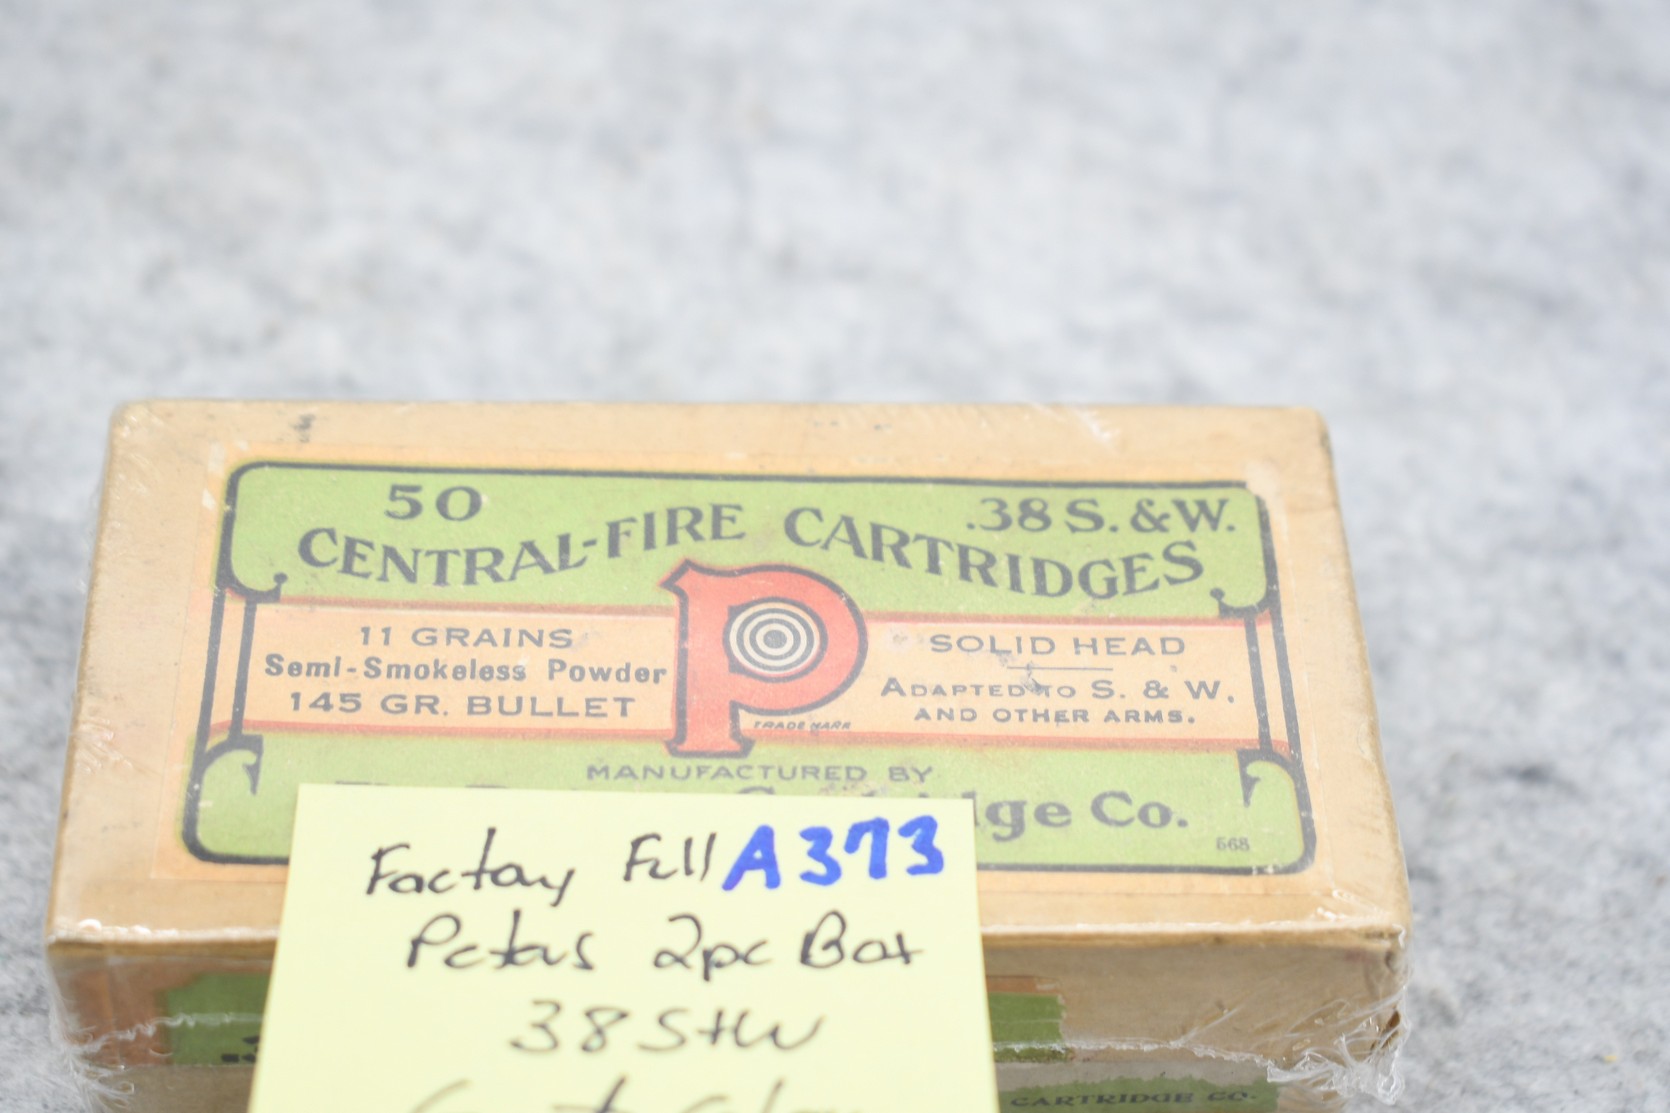 50 .38 S. & W.
CENTRAL-FIRE CARTRIDGES
11 GRAINS
Semi-Smokeless Powder
145 GR. BULLET
P
TRADE MARK
SOLID HEAD
ADAPTED TO S. & W.
AND OTHER ARMS.
MANUFACTURED BY
Co.
568
Factory Full A373
Peters 2pc Box
38 S+W
CARTRIDGE CO.